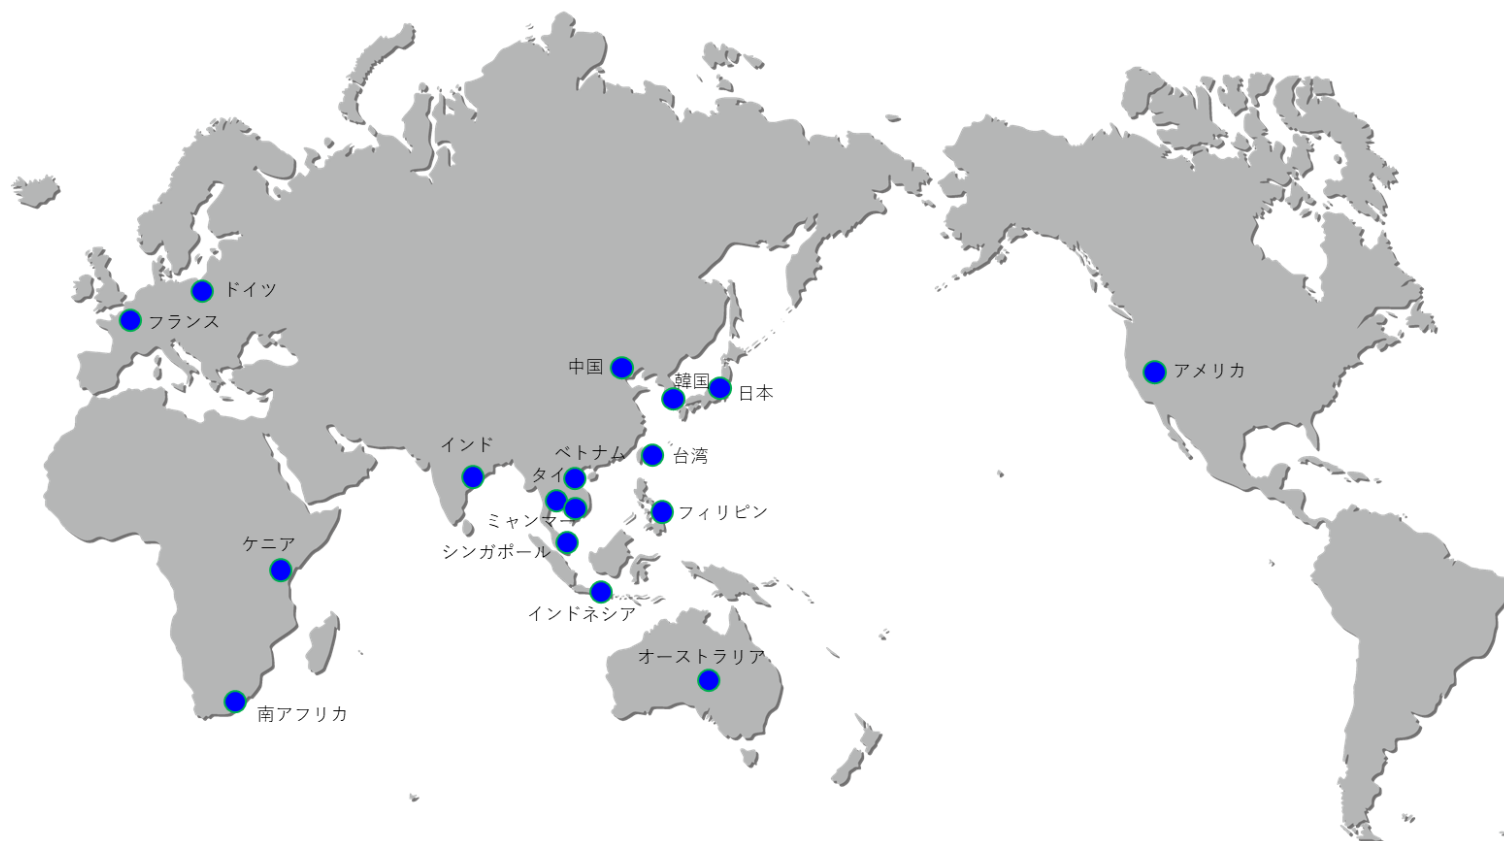 ドイツ
フランス
中国
韓国
日本
アメリカ
インド
ベトナム
台湾
タイ
ミャンマー
フィリピン
ケニア
シンガポール
インドネシア
オーストラリア
南アフリカ